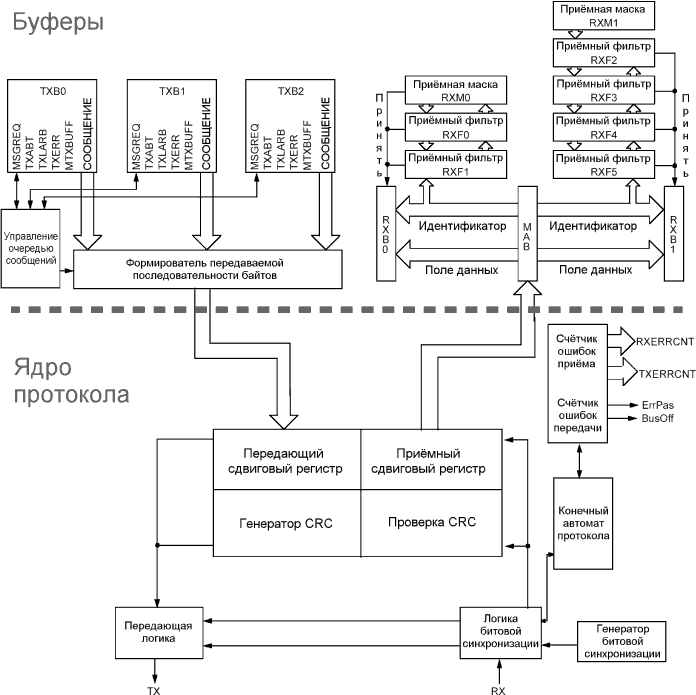 Буферы
TXB0
MSGREQ
TXABT
TXLARB
TXERR
MTXBUFF
СООБЩЕНИЕ
TXB1
MSGREQ
TXABT
TXLARB
TXERR
MTXBUFF
СООБЩЕНИЕ
TXB2
MSGREQ
TXABT
TXLARB
TXERR
MTXBUFF
СООБЩЕНИЕ
Управление
очередью
сообщений
Формирователь передаваемой
последовательности байтов
Принять
Приёмная маска
RXM0
Приёмный фильтр
RXF0
Приёмный фильтр
RXF1
Приёмная маска
RXM1
Приёмный фильтр
RXF2
Приёмный фильтр
RXF3
Приёмный фильтр
RXF4
Приёмный фильтр
RXF5
Принять
RXB0
Идентификатор
Поле данных
MAB
Идентификатор
Поле данных
RXB1
Ядро
протокола
Счётчик
ошибок
приёма
Счётчик
ошибок
передачи
RXERRCNT
TXERRCNT
ErrPas
BusOff
Передающий
сдвиговый регистр
Приёмный
сдвиговый регистр
Генератор CRC
Проверка CRC
Конечный
автомат
протокола
Передающая
логика
Логика
битовой
синхронизации
Генератор
битовой
синхронизации
TX
RX